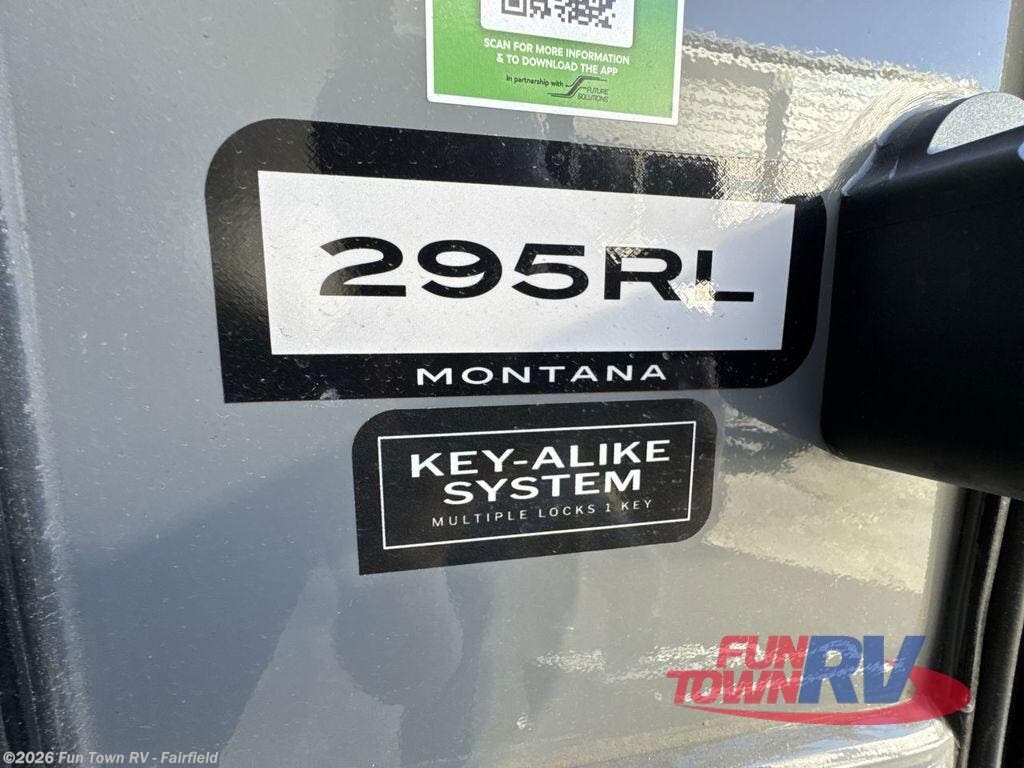 SCAN FOR MORE INFORMATION
& TO DOWNLOAD THE APP
In partnership with FUTURE SOLUTIONS
295RL
MONTANA
KEY-ALIKE
SYSTEM
MULTIPLE LOCKS 1 KEY
FUN
TOWN RV
©2026 Fun Town RV - Fairfield